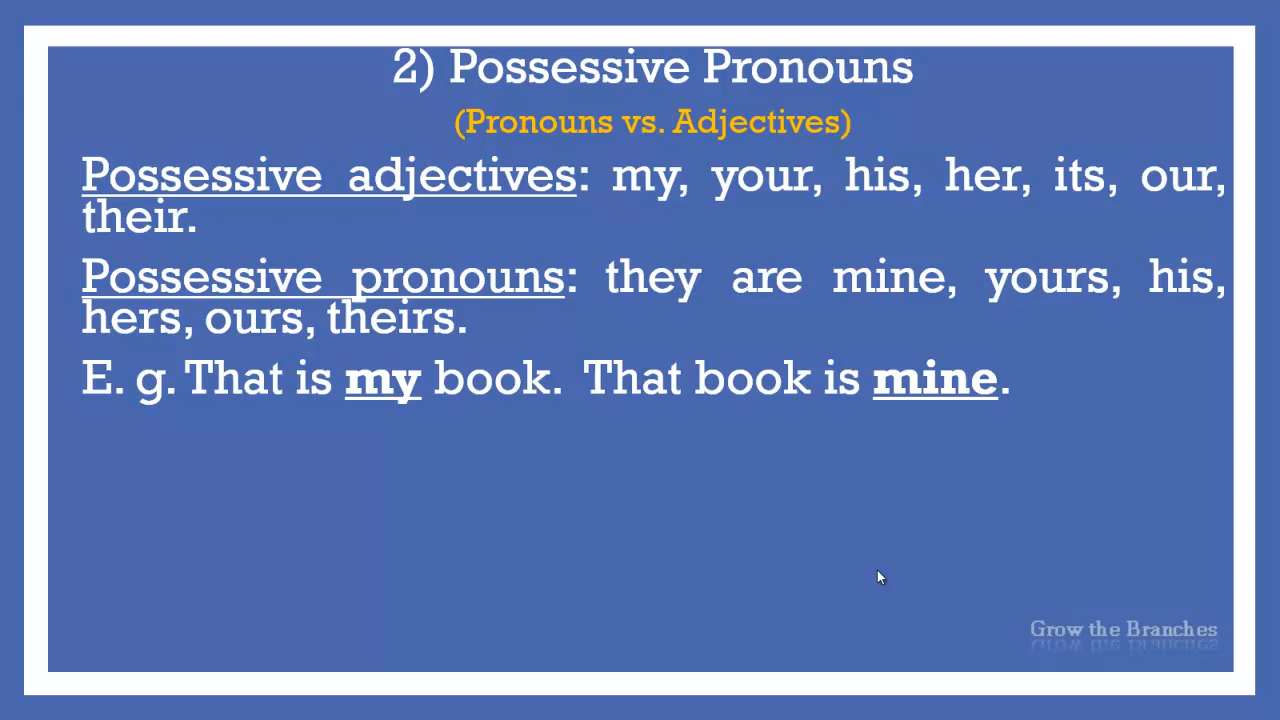 2) Possessive Pronouns
(Pronouns vs. Adjectives)
Possessive adjectives: my, your, his, her, its, our,
their.
Possessive pronouns: they are mine, yours, his,
hers, ours, theirs.
E. g. That is my book. That book is mine.
Grow the Branches